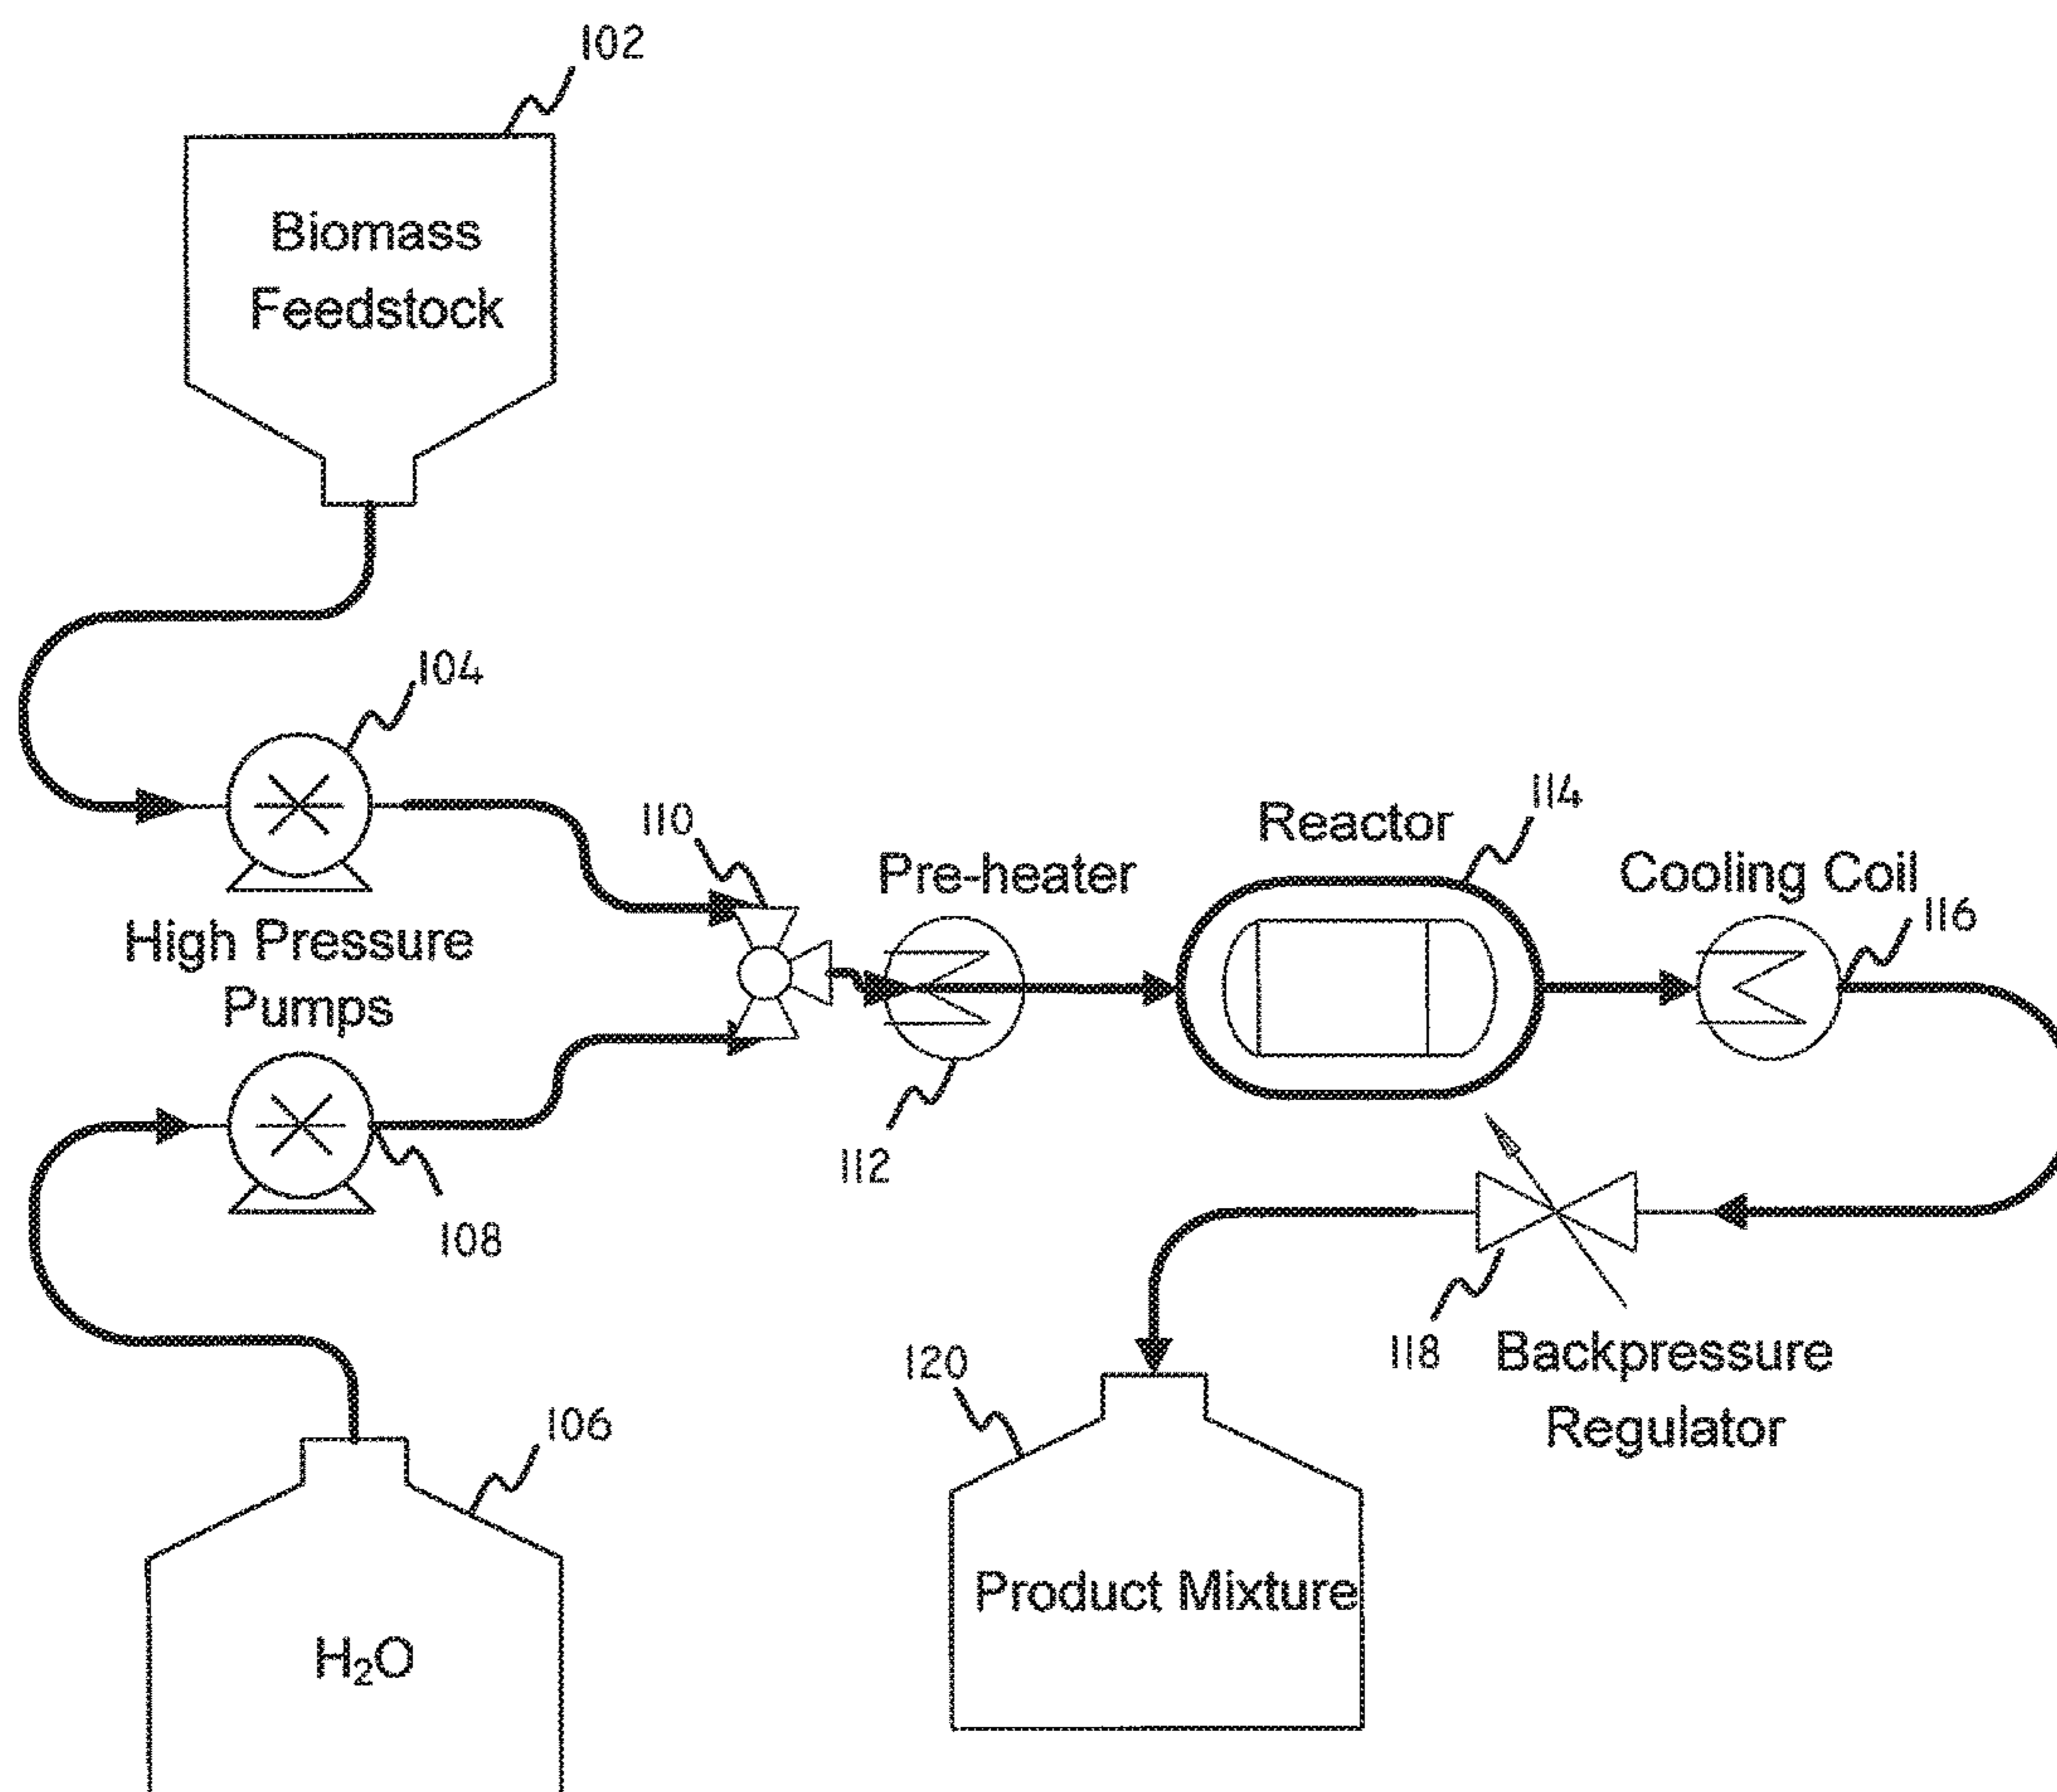 102
Biomass
Feedstock
104
High Pressure
Pumps
108
106
H₂O
110
Pre-heater
112
Reactor
114
Cooling Coil
116
118
Backpressure
Regulator
120
Product Mixture